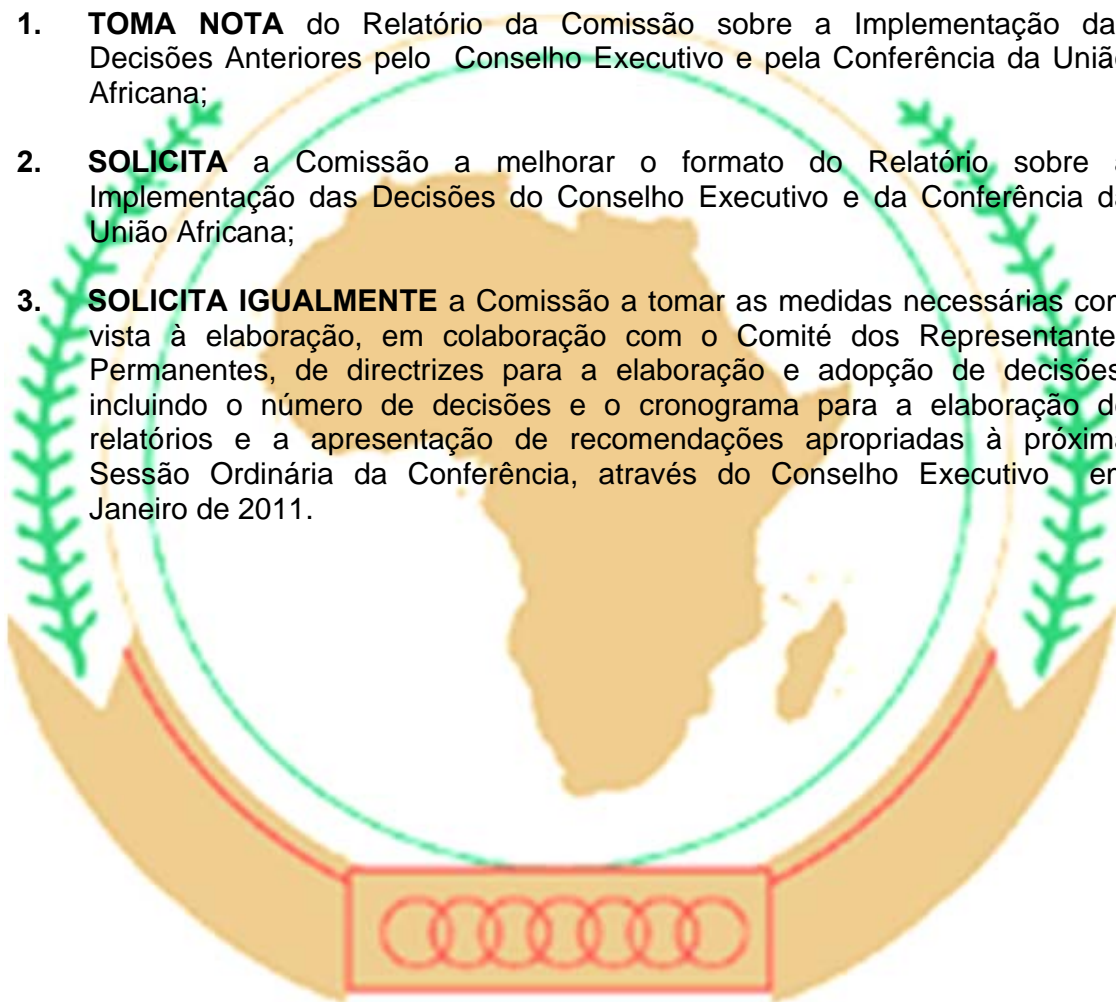 1. TOMA NOTA do Relatório da Comissão sobre a Implementação da
Decisões Anteriores pelo Conselho Executivo e pela Conferência da Uniã
Africana;
2. SOLICITA a Comissão a melhorar o formato do Relatório sobre a
Implementação das Decisões do Conselho Executivo e da Conferência da
União Africana;
3. SOLICITA IGUALMENTE a Comissão a tomar as medidas necessárias com
vista à elaboração, em colaboração com o Comité dos Representante
Permanentes, de directrizes para a elaboração e adopção de decisões
incluindo o número de decisões e o cronograma para a elaboração de
relatórios e a apresentação de recomendações apropriadas à próxima
Sessão Ordinária da Conferência, através do Conselho Executivo em
Janeiro de 2011.